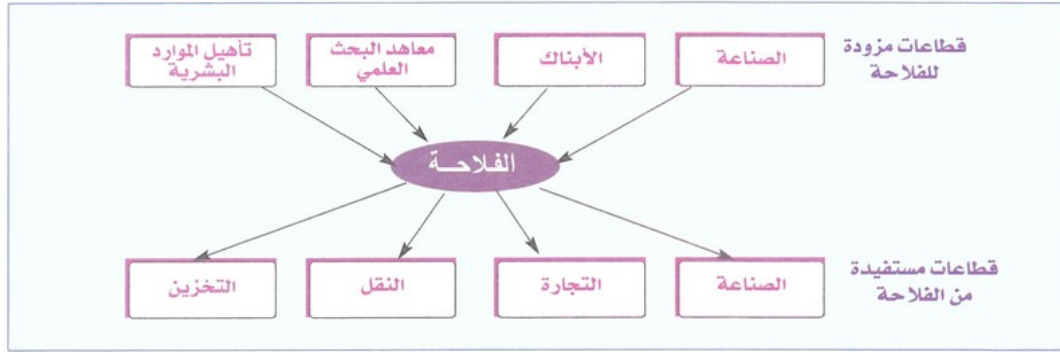 قطاعات مزودة
للفلاحة
الصناعة
الأبناك
معاهد البحث
العلمي
تأهيل الموارد
البشرية
الفلاحــة
قطاعات مستفيدة
من الفلاحة
الصناعة
التجارة
النقل
التخزين